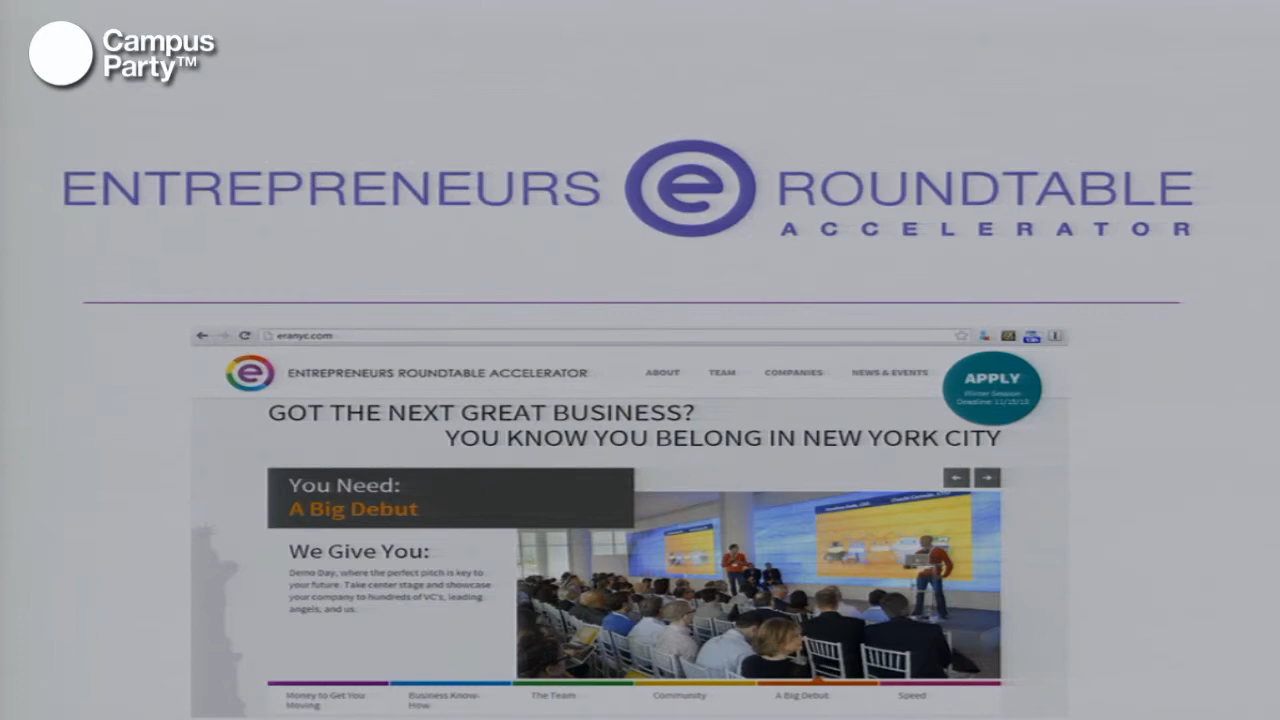 Campus
Party™
ENTREPRENEURS e ROUNDTABLE
ACCELERATOR
eranyc.com
e ENTREPRENEURS ROUNDTABLE ACCELERATOR
ABOUT TEAM COMPANIES NEWS & EVENTS
APPLY
Winter Session
GOT THE NEXT GREAT BUSINESS?
YOU KNOW YOU BELONG IN NEW YORK CITY
You Need:
A Big Debut
We Give You:
Demo Day, where the perfect pitch is key to
your future. Take center stage and showcase
your company to hundreds of VC's, leading
angels, and us.
Money to Get You
Moving
Business Know-
How
The Team
Community
A Big Debut
Speed